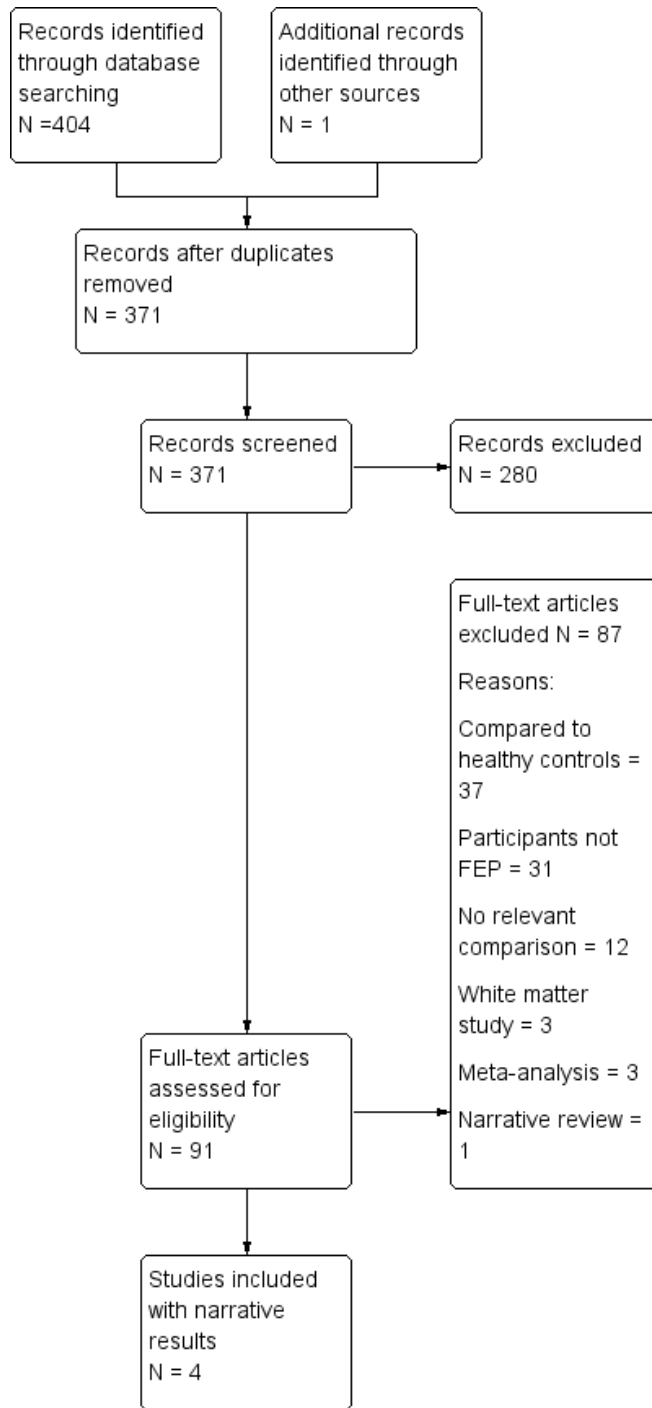 Records identified
through database
searching
N =404
Additional records
identified through
other sources
N = 1
Records after duplicates
removed
N = 371
Records screened
N = 371
Records excluded
N = 280
Full-text articles
excluded N = 87
Reasons:
Compared to
healthy controls =
37
Participants not
FEP = 31
No relevant
comparison = 12
White matter
study = 3
Meta-analysis = 3
Narrative review =
1
Full-text articles
assessed for
eligibility
N = 91
Studies included
with narrative
results
N = 4